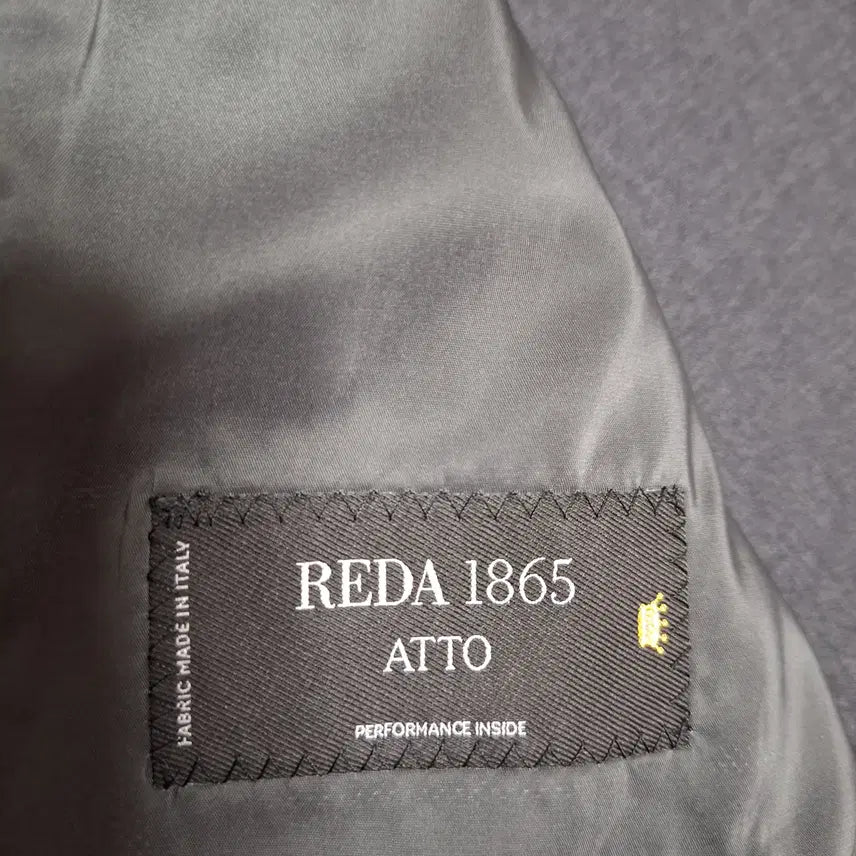 REDA 1865
ATTO
PERFORMANCE INSIDE
FABRIC MADE IN ITALY